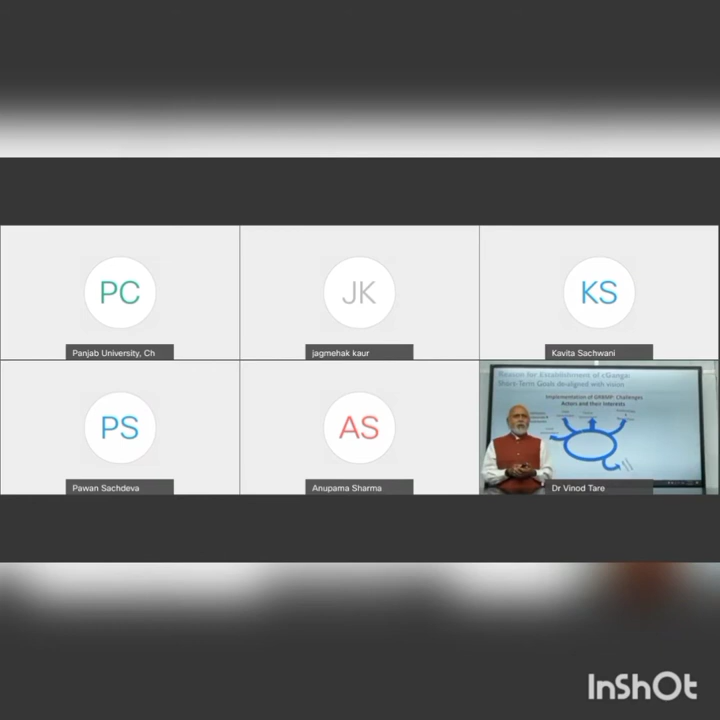 PC
JK
KS
Panjab University, Ch
jagmehak kaur
Kavita Sachwani
PS
AS
Reason for Establishment of cGanga:
Short Term Goals de-aligned with vision
Implementation of GRBMP: Challenges
Actors and their Interests
Pawan Sachdeva
Anupama Sharma
Dr Vinod Tare
InShOt